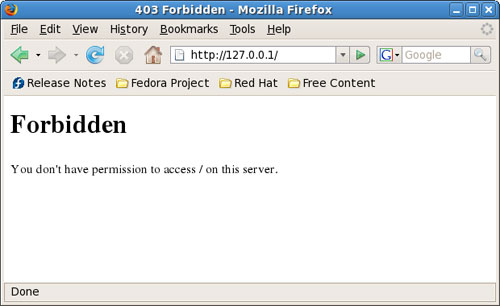 403 Forbidden - Mozilla Firefox
File Edit View History Bookmarks Tools Help
http://127.0.0.1/ G Google
Release Notes Fedora Project Red Hat Free Content
Forbidden
You don't have permission to access / on this server.
Done